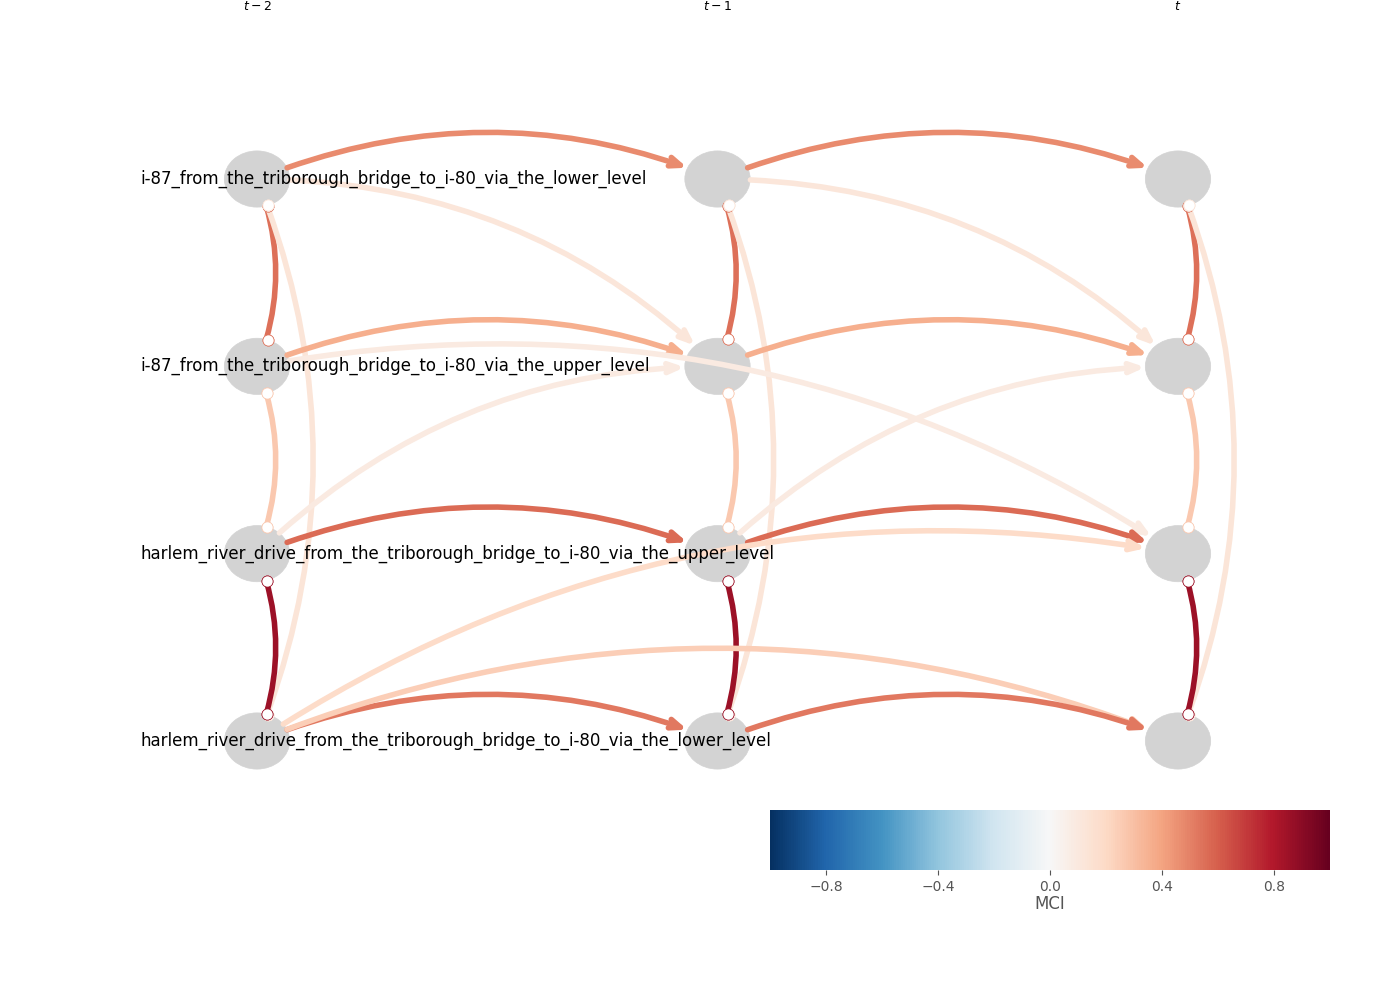 t − 2 t − 1 t
i-87_from_the_triborough_bridge_to_i-80_via_the_lower_level
i-87_from_the_triborough_bridge_to_i-80_via_the_upper_level
harlem_river_drive_from_the_triborough_bridge_to_i-80_via_the_upper_level
harlem_river_drive_from_the_triborough_bridge_to_i-80_via_the_lower_level
−0.8 −0.4 0.0 0.4 0.8
MCI